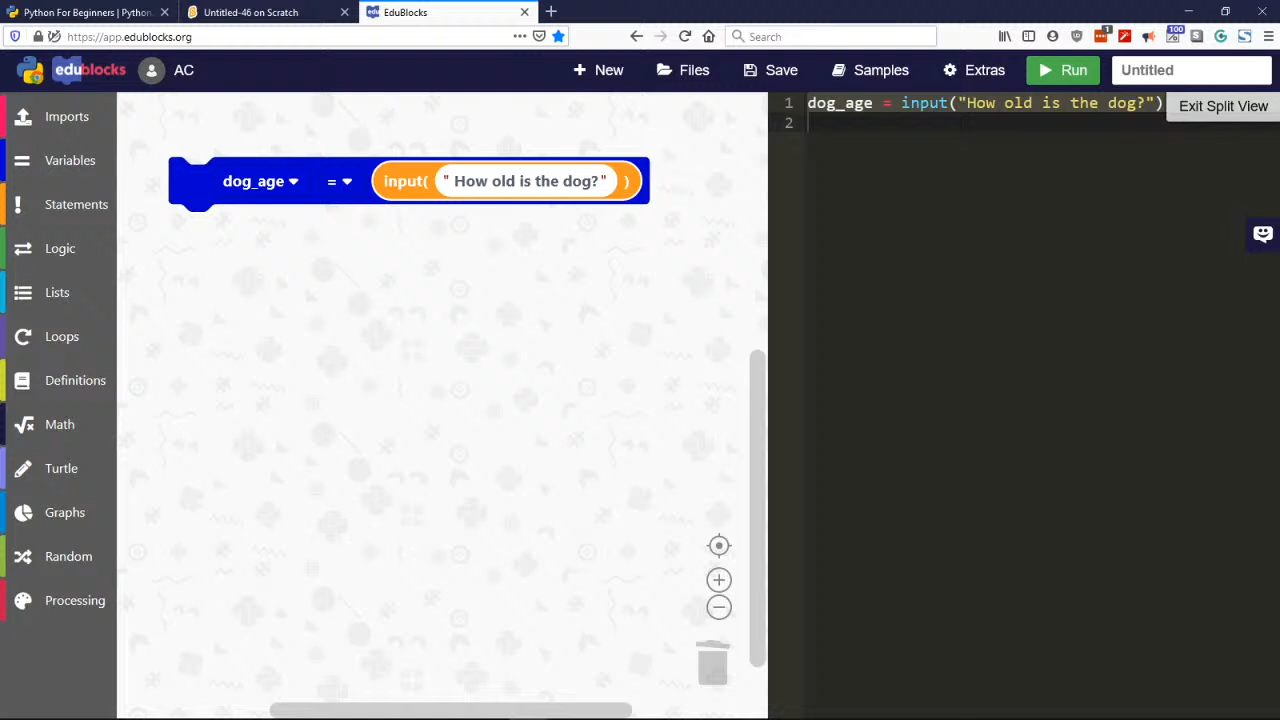 Python For Beginners | Python.
Untitled-46 on Scratch
EduBlocks
https://app.edublocks.org
Search
1
100
edublocks
AC
New
Files
Save
Samples
Extras
Run
Untitled
Imports
Variables
Statements
Logic
Lists
Loops
Definitions
Math
Turtle
Graphs
Random
Processing
dog_age = input( " How old is the dog? " )
1 dog_age = input("How old is the dog?")
2
Exit Split View